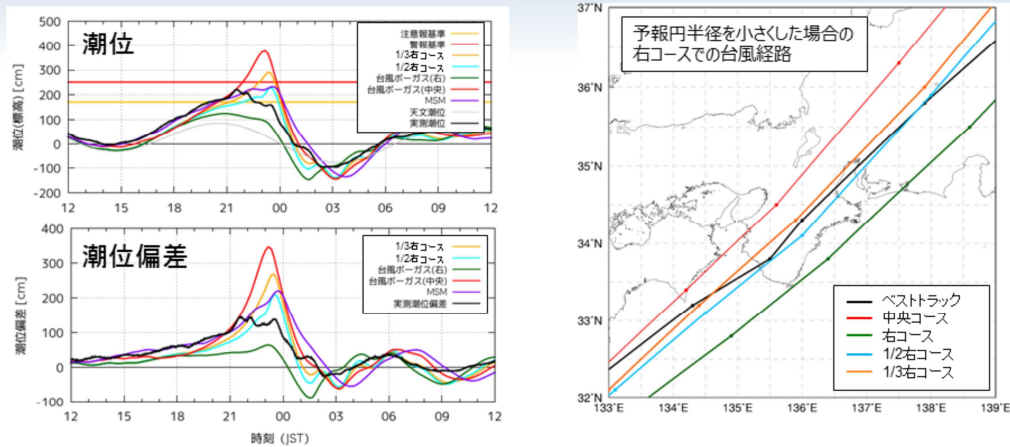 潮位
潮位(標高) [cm]
500
400
300
200
100
0
-100
-200
12 15 18 21 00 03 06 09 12
注意報基準
警報基準
1/3右コース
1/2右コース
台風ボーガス(右)
台風ボーガス(中央)
MSM
天文潮位
実測潮位
潮位偏差
潮位偏差 [cm]
400
300
200
100
0
-100
12 15 18 21 00 03 06 09 12
時刻 (JST)
1/3右コース
1/2右コース
台風ボーガス(右)
台風ボーガス(中央)
MSM
実測潮位偏差
予報円半径を小さくした場合の
右コースでの台風経路
37°N
36°N
35°N
34°N
33°N
32°N
133°E 134°E 135°E 136°E 137°E 138°E 139°E
ベストトラック
中央コース
右コース
1/2右コース
1/3右コース